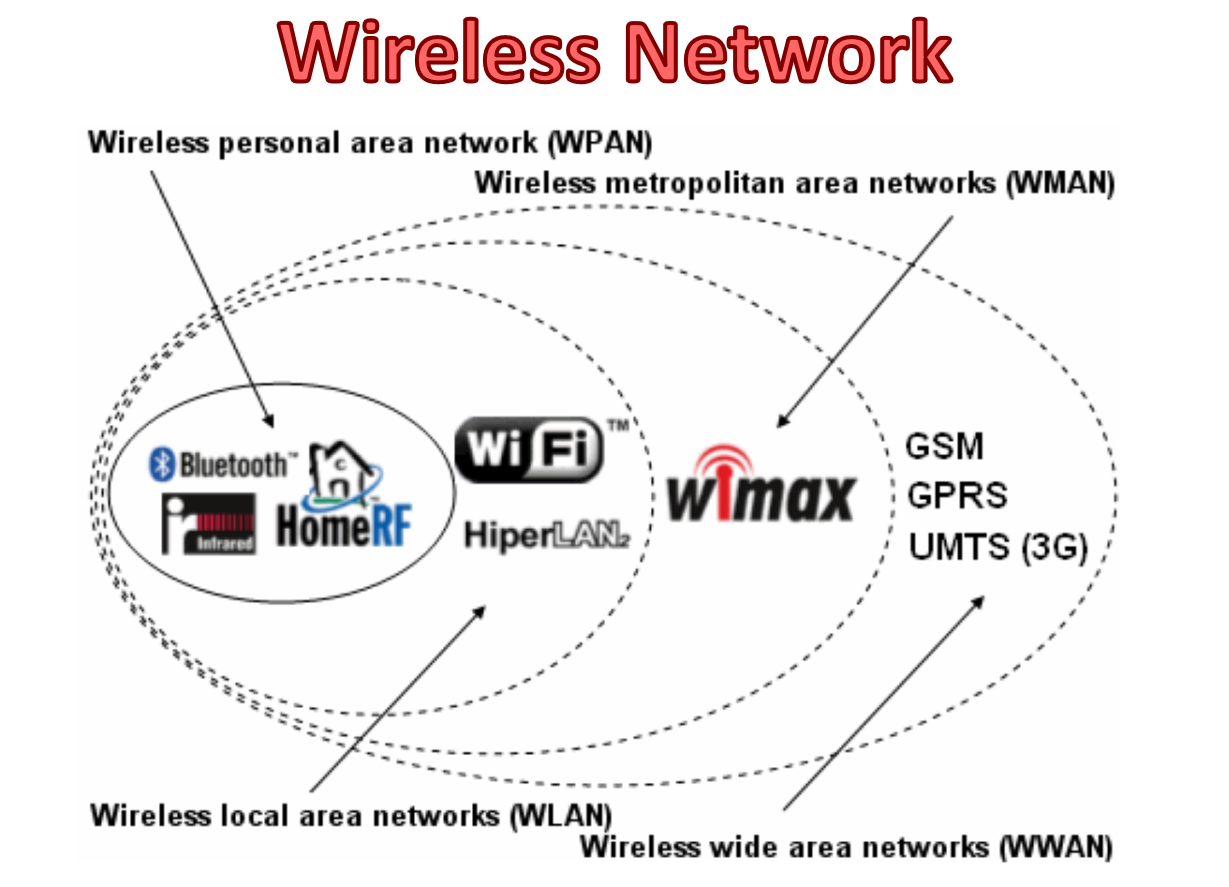 Wireless Network
Wireless personal area network (WPAN)
Wireless metropolitan area networks (WMAN)
Bluetooth™
HomeRF
Infrared
WiFi™
HiperLAN2
wimax
GSM
GPRS
UMTS (3G)
Wireless local area networks (WLAN)
Wireless wide area networks (WWAN)